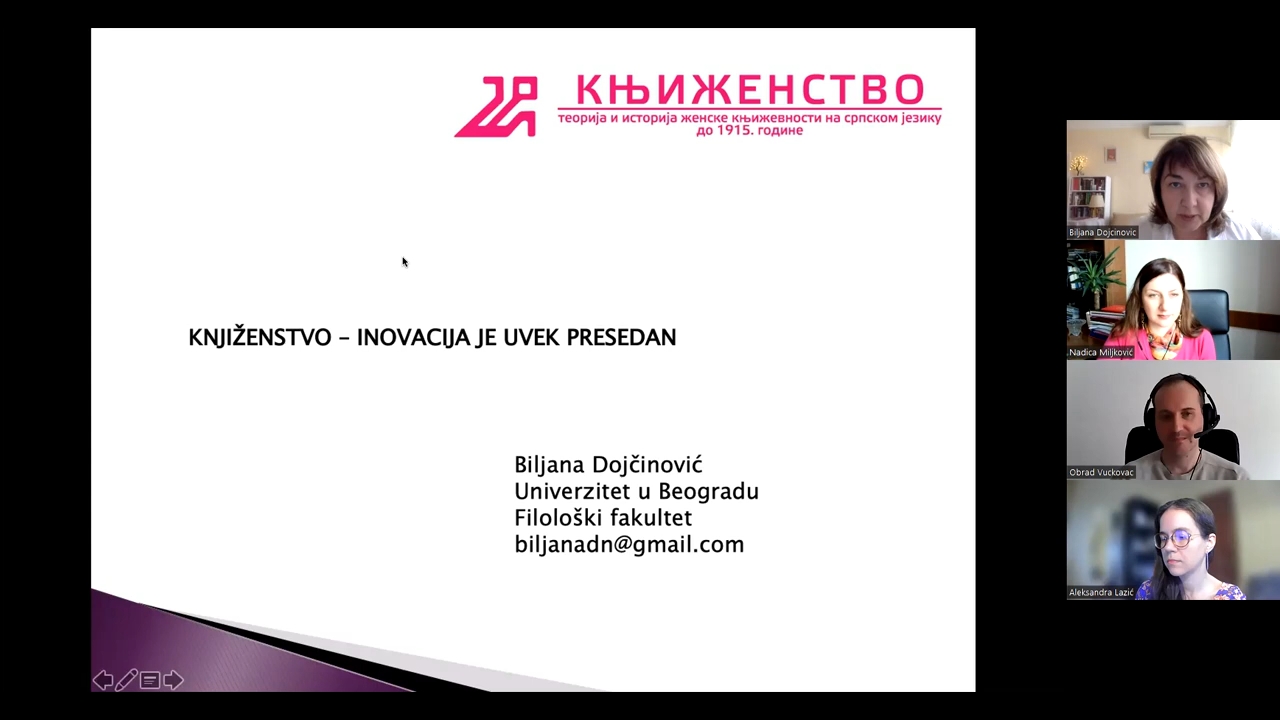 КЊИЖЕНСТВО
теорија и историја женске књижевности на српском језику
до 1915. године
KNJIŽENSTVO – INOVACIJA JE UVEK PRESEDAN
Biljana Dojčinović
Univerzitet u Beogradu
Filološki fakultet
biljanadn@gmail.com
Biljana Dojcinovic
Nadica Miljković
Obrad Vuckovac
Aleksandra Lazić